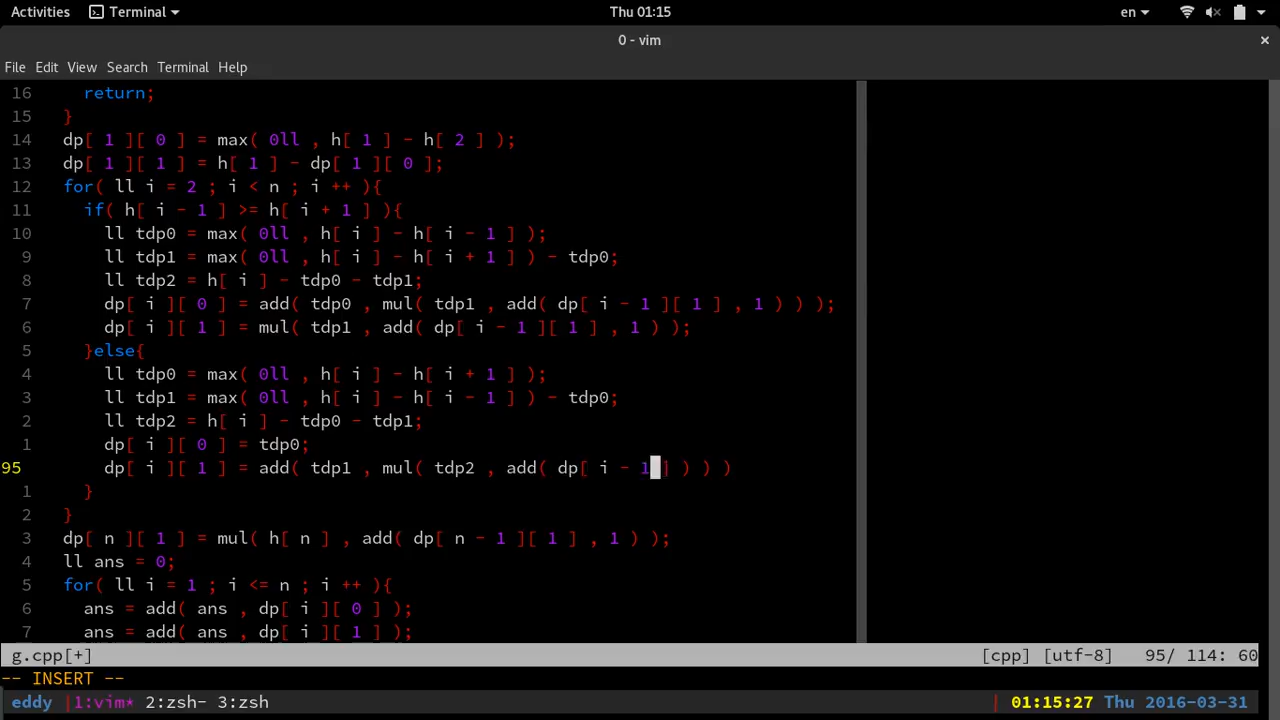 Activities Terminal Thu 01:15 en
0 - vim ×
File Edit View Search Terminal Help
16 return;
15 }
14 dp[ 1 ][ 0 ] = max( 0ll , h[ 1 ] - h[ 2 ] );
13 dp[ 1 ][ 1 ] = h[ 1 ] - dp[ 1 ][ 0 ];
12 for( ll i = 2 ; i < n ; i ++ ){
11 if( h[ i - 1 ] >= h[ i + 1 ] ){
10 ll tdp0 = max( 0ll , h[ i ] - h[ i - 1 ] );
9 ll tdp1 = max( 0ll , h[ i ] - h[ i + 1 ] ) - tdp0;
8 ll tdp2 = h[ i ] - tdp0 - tdp1;
7 dp[ i ][ 0 ] = add( tdp0 , mul( tdp1 , add( dp[ i - 1 ][ 1 ] , 1 ) ) );
6 dp[ i ][ 1 ] = mul( tdp1 , add( dp[ i - 1 ][ 1 ] , 1 ) );
5 }else{
4 ll tdp0 = max( 0ll , h[ i ] - h[ i + 1 ] );
3 ll tdp1 = max( 0ll , h[ i ] - h[ i - 1 ] ) - tdp0;
2 ll tdp2 = h[ i ] - tdp0 - tdp1;
1 dp[ i ][ 0 ] = tdp0;
95 dp[ i ][ 1 ] = add( tdp1 , mul( tdp2 , add( dp[ i - 1 ] ) ) )
1 }
2 }
3 dp[ n ][ 1 ] = mul( h[ n ] , add( dp[ n - 1 ][ 1 ] , 1 ) );
4 ll ans = 0;
5 for( ll i = 1 ; i <= n ; i ++ ){
6 ans = add( ans , dp[ i ][ 0 ] );
7 ans = add( ans , dp[ i ][ 1 ] );
g.cpp[+] [cpp] [utf-8] 95/ 114: 60
-- INSERT --
eddy |1:vim* 2:zsh- 3:zsh | 01:15:27 Thu 2016-03-31